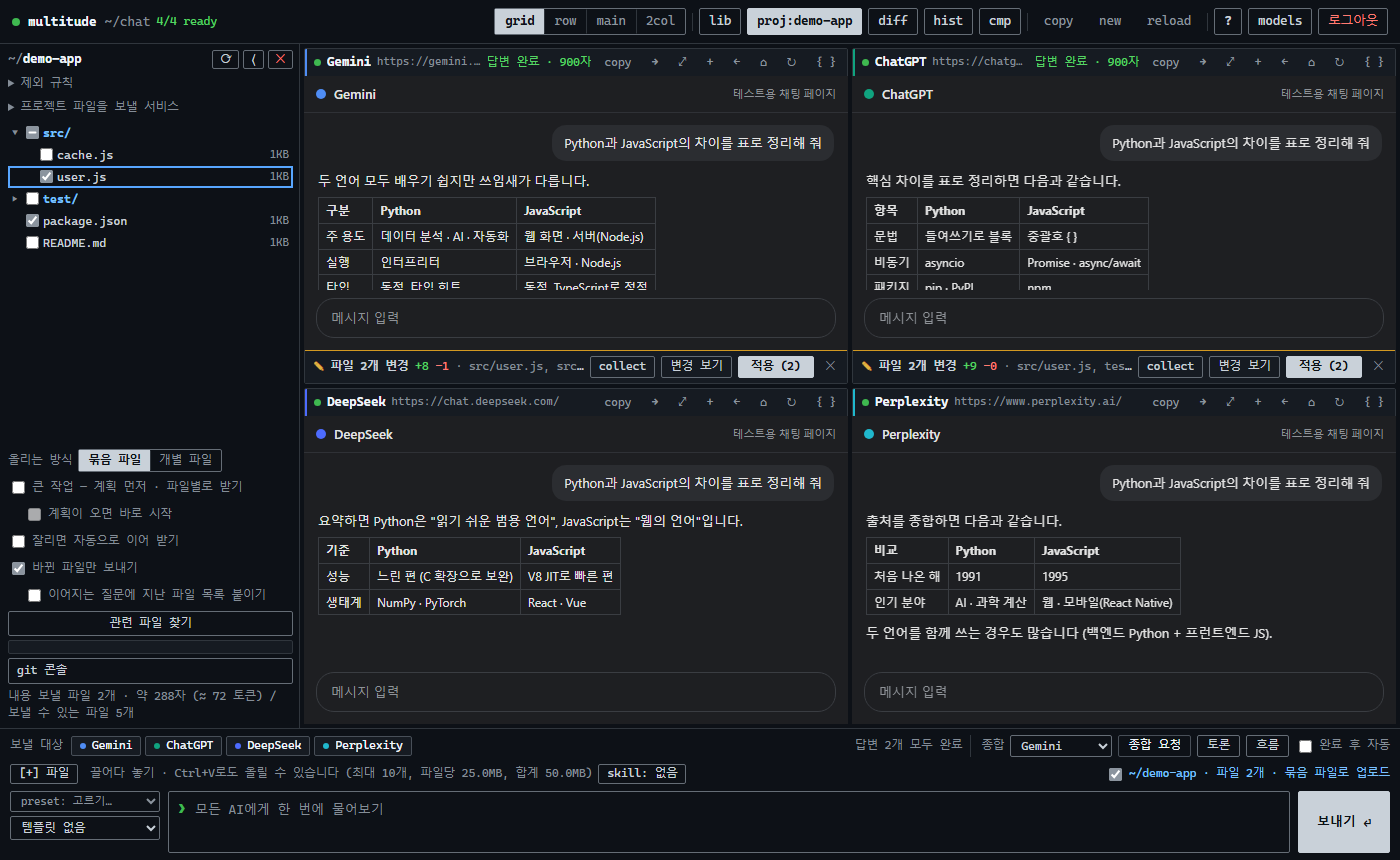 multitude ~/chat 4/4 ready
grid row main 2col lib proj:demo-app diff hist cmp copy new reload ? models 로그아웃
~/demo-app
제외 규칙
프로젝트 파일을 보낼 서비스
src/
cache.js 1KB
user.js 1KB
test/
package.json 1KB
README.md 1KB
올리는 방식 묶음 파일 개별 파일
큰 작업 — 계획 먼저 · 파일별로 받기
계획이 오면 바로 시작
잘리면 자동으로 이어 받기
바뀐 파일만 보내기
이어지는 질문에 지난 파일 목록 붙이기
관련 파일 찾기
git 콘솔
내용 보낼 파일 2개 · 약 288자 (≈ 72 토큰) /
보낼 수 있는 파일 5개
Gemini https://gemini.… 답변 완료 · 900자 copy → ⤢ + ← ⌂ ↻ { }
Gemini 테스트용 채팅 페이지
Python과 JavaScript의 차이를 표로 정리해 줘
두 언어 모두 배우기 쉽지만 쓰임새가 다릅니다.
구분 Python JavaScript
주 용도 데이터 분석 · AI · 자동화 웹 화면 · 서버(Node.js)
실행 인터프리터 브라우저 · Node.js
타입 동적, 타입 힌트 동적, TypeScript로 정적
메시지 입력
파일 2개 변경 +8 −1 · src/user.js, src… collect 변경 보기 적용 (2)
ChatGPT https://chatg… 답변 완료 · 900자 copy → ⤢ + ← ⌂ ↻ { }
ChatGPT 테스트용 채팅 페이지
Python과 JavaScript의 차이를 표로 정리해 줘
핵심 차이를 표로 정리하면 다음과 같습니다.
항목 Python JavaScript
문법 들여쓰기로 블록 중괄호 { }
비동기 asyncio Promise · async/await
패키지 pip · PyPI npm
메시지 입력
파일 2개 변경 +9 −0 · src/user.js, tes… collect 변경 보기 적용 (2)
DeepSeek https://chat.deepseek.com/ copy → ⤢ + ← ⌂ ↻ { }
DeepSeek 테스트용 채팅 페이지
Python과 JavaScript의 차이를 표로 정리해 줘
요약하면 Python은 "읽기 쉬운 범용 언어", JavaScript는 "웹의 언어"입니다.
기준 Python JavaScript
성능 느린 편 (C 확장으로 보완) V8 JIT로 빠른 편
생태계 NumPy · PyTorch React · Vue
메시지 입력
Perplexity https://www.perplexity.ai/ copy → ⤢ + ← ⌂ ↻ { }
Perplexity 테스트용 채팅 페이지
Python과 JavaScript의 차이를 표로 정리해 줘
출처를 종합하면 다음과 같습니다.
비교 Python JavaScript
처음 나온 해 1991 1995
인기 분야 AI · 과학 계산 웹 · 모바일(React Native)
두 언어를 함께 쓰는 경우도 많습니다 (백엔드 Python + 프런트엔드 JS).
메시지 입력
보낼 대상 Gemini ChatGPT DeepSeek Perplexity 답변 2개 모두 완료 종합 Gemini 종합 요청 토론 흐름 완료 후 자동
[+] 파일 끌어다 놓기 · Ctrl+V로도 올릴 수 있습니다 (최대 10개, 파일당 25.0MB, 합계 50.0MB) skill: 없음 ~/demo-app · 파일 2개 · 묶음 파일로 업로드
preset: 고르기…
템플릿 없음
❯ 모든 AI에게 한 번에 물어보기
보내기 ↵